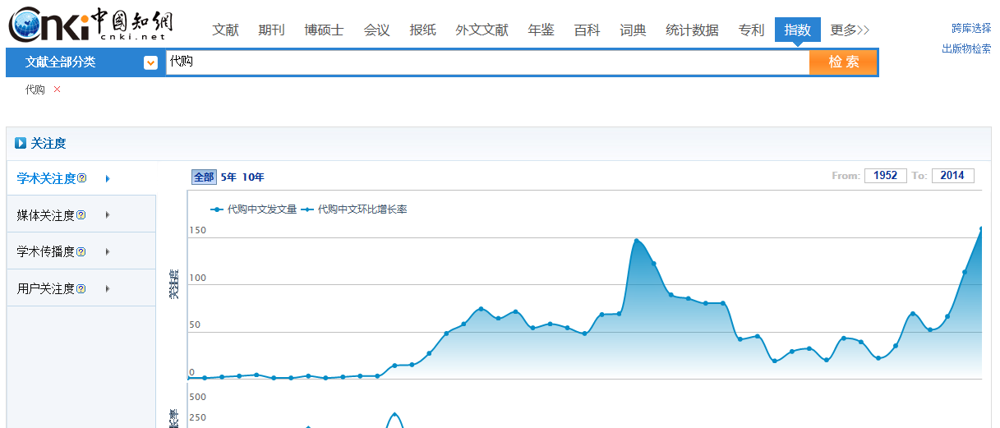 Cnki中國知網
cnki.net
文献 期刊 博硕士 会议 报纸 外文文献 年鉴 百科 词典 统计数据 专利 指数 更多>>
跨库选择
出版物检索
文献全部分类 代购 检索
代购 ×
关注度
学术关注度?
媒体关注度?
学术传播度?
用户关注度?
全部 5年 10年 From: 1952 To: 2014
代购中文发文量 代购中文环比增长率
关注度
150
100
50
0
长率
500
250